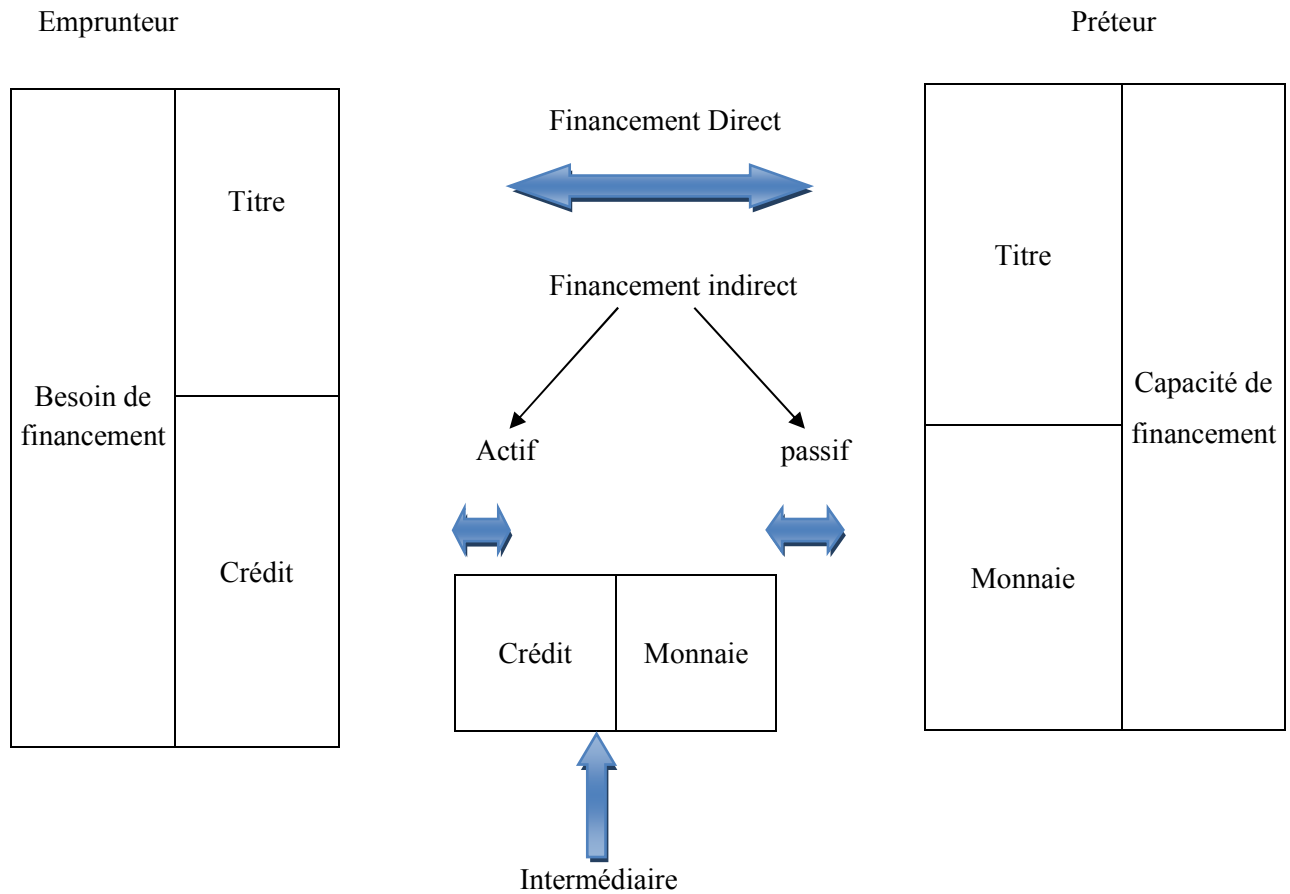 Emprunteur
Préteur
Financement Direct
Titre
Titre
Financement indirect
Besoin de
financement
Capacité de
financement
Actif
passif
Crédit
Monnaie
Crédit
Monnaie
Intermédiaire